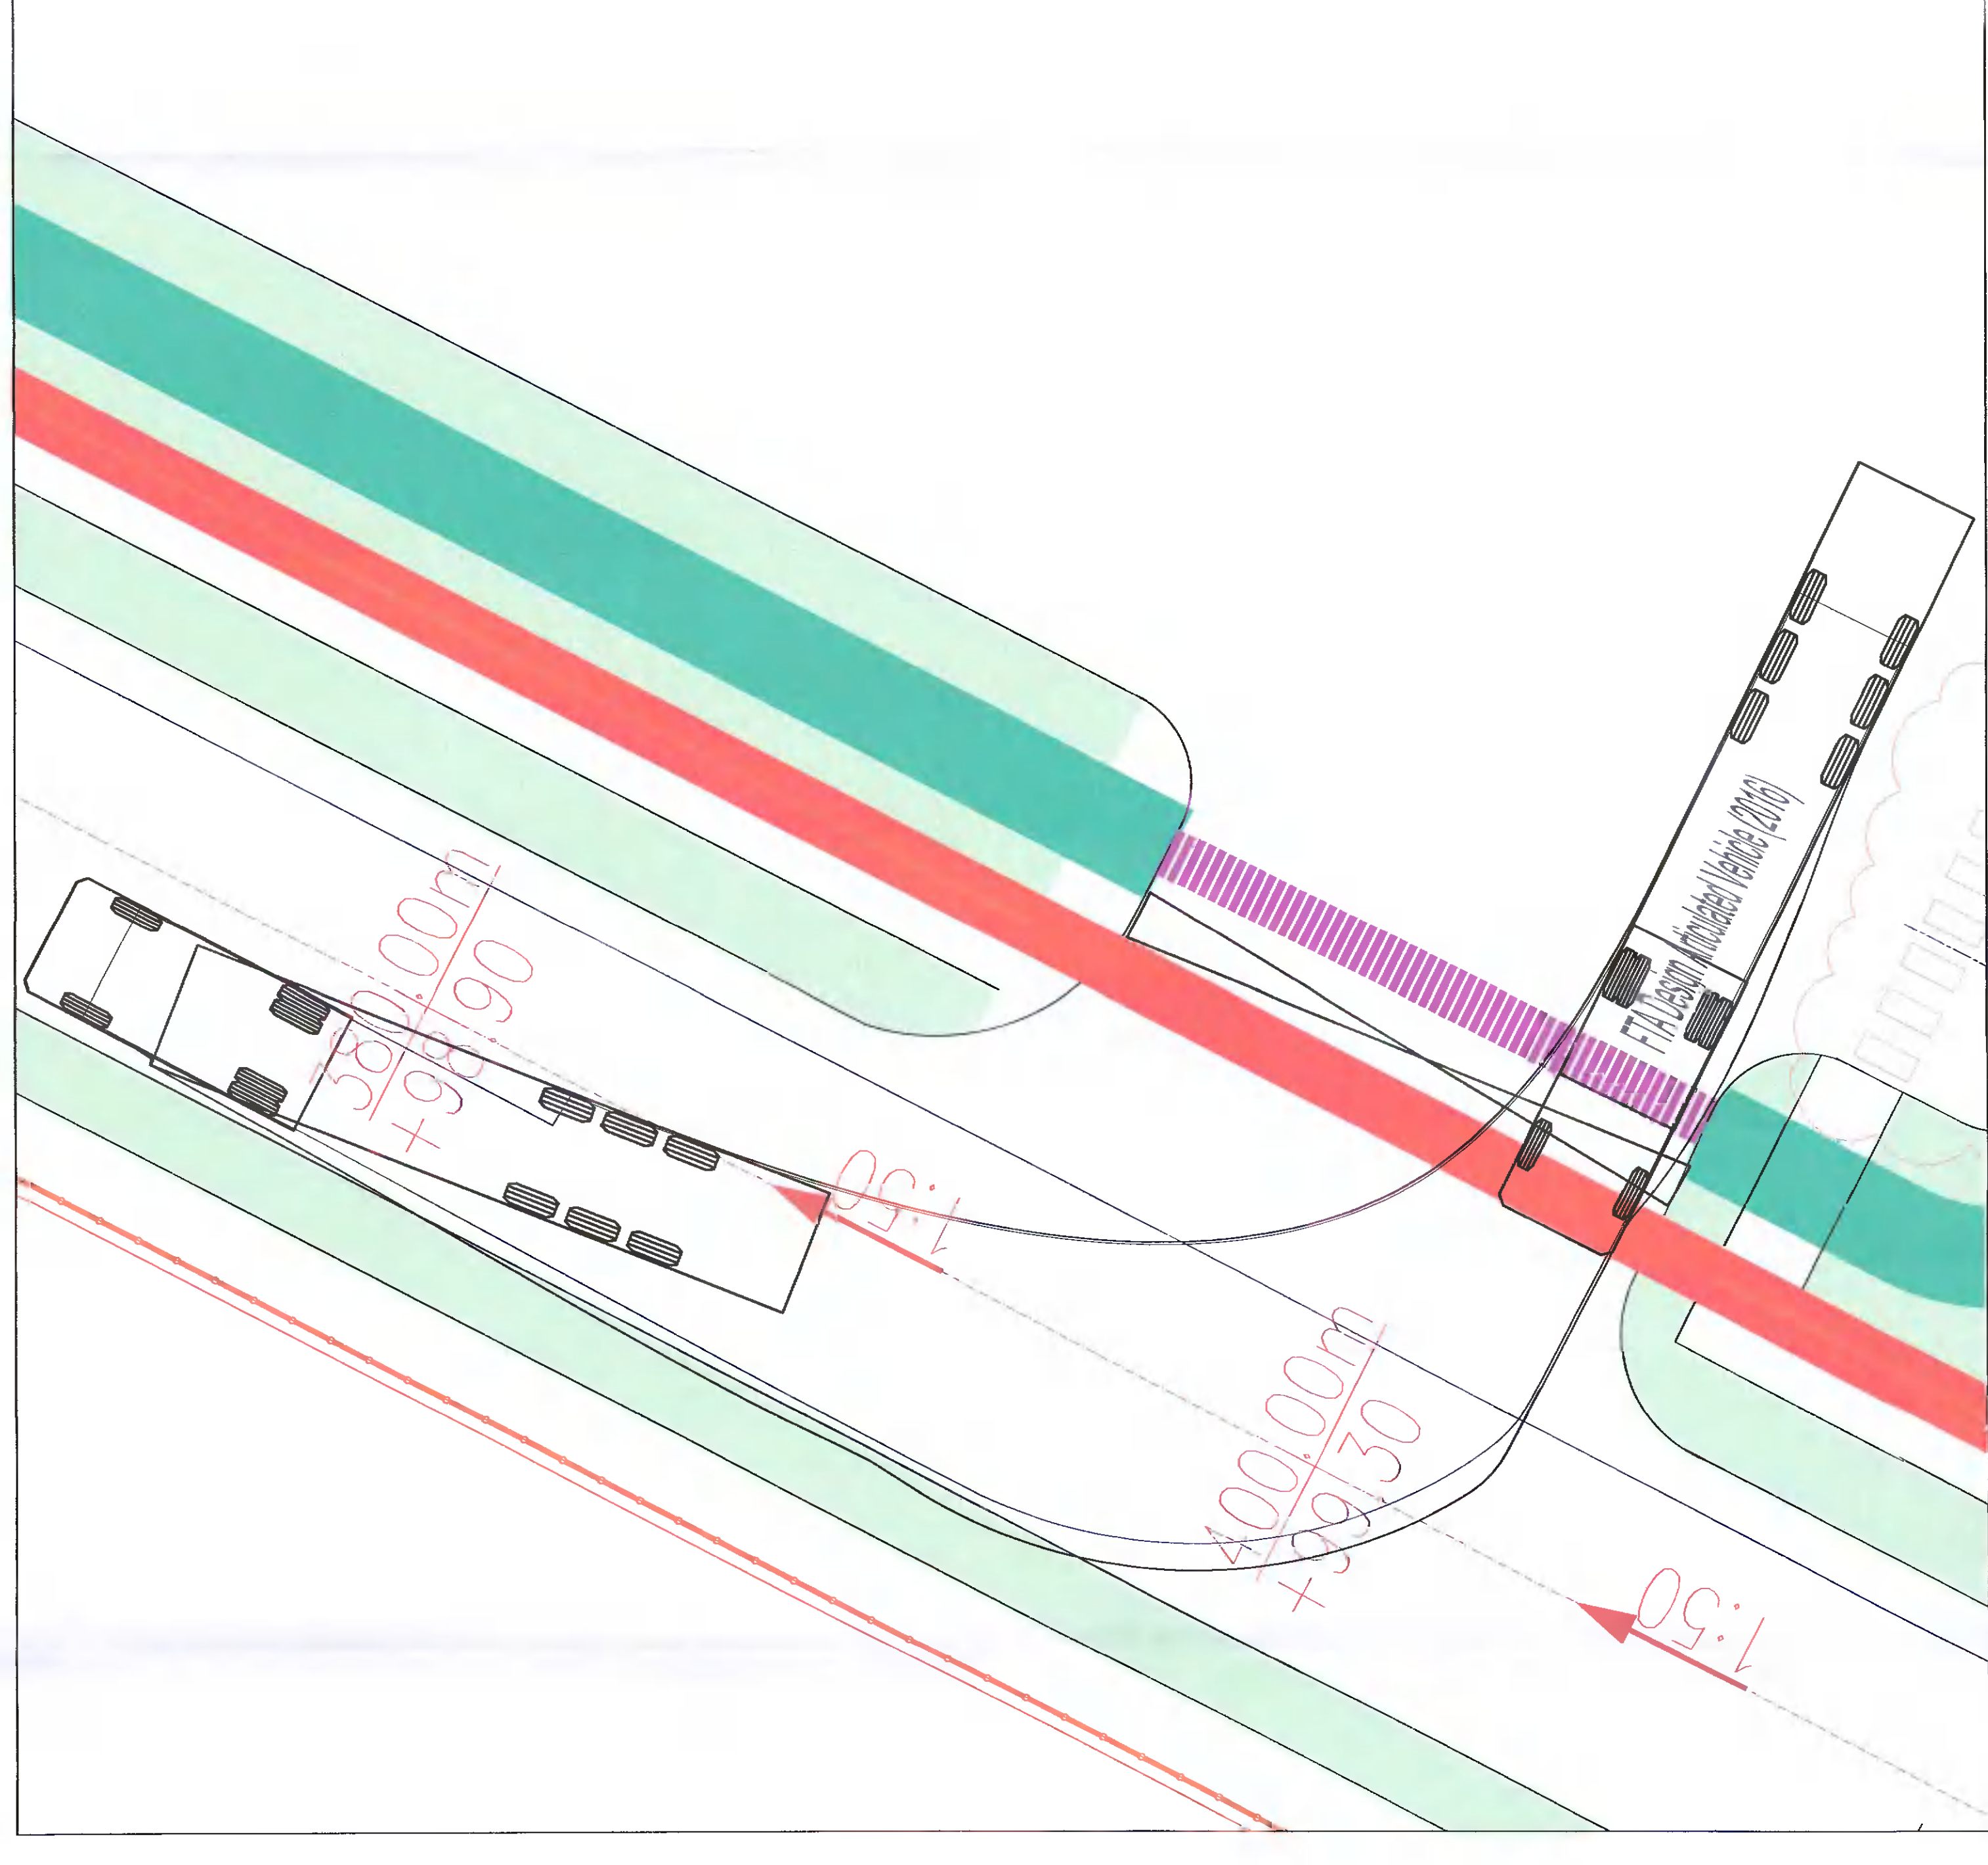 FTA Design Articulated Vehicle (2016)
380.00m
+98.90
1:50
400.00m
+99.30
1:50